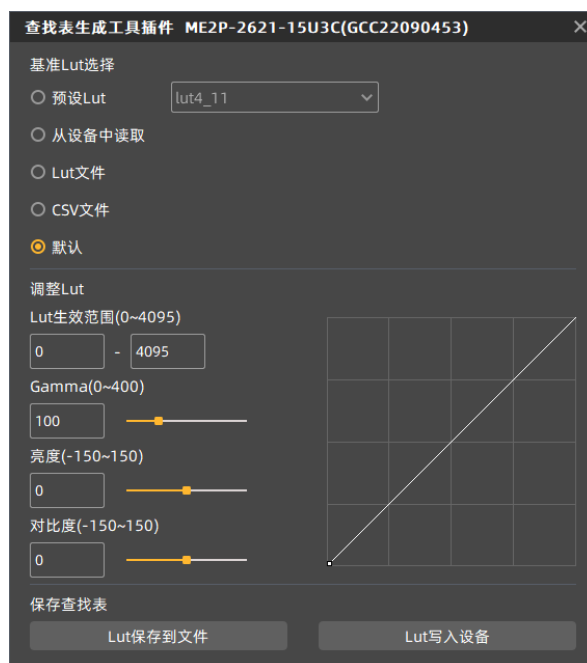 查找表生成工具插件 ME2P-2621-15U3C(GCC22090453)
基准Lut选择
预设Lut lut4_11
从设备中读取
Lut文件
CSV文件
默认
调整Lut
Lut生效范围(0~4095)
0 - 4095
Gamma(0~400)
100
亮度(-150~150)
0
对比度(-150~150)
0
保存查找表
Lut保存到文件 Lut写入设备